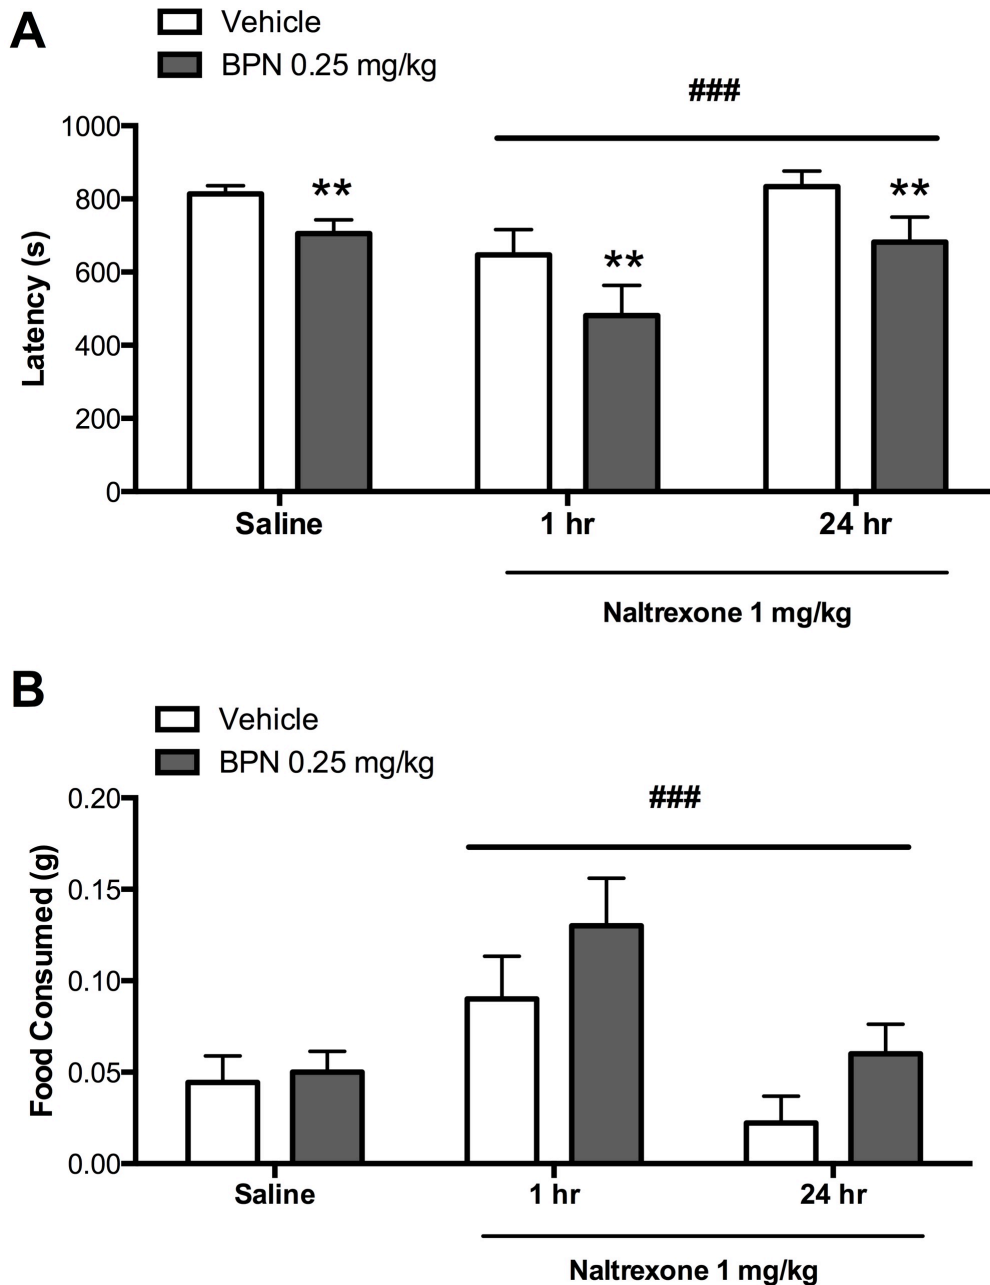 A
Vehicle
BPN 0.25 mg/kg
###
1000
800
600
400
200
0
Latency (s)
**
**
**
Saline
1 hr
24 hr
Naltrexone 1 mg/kg
B
Vehicle
BPN 0.25 mg/kg
###
0.20
0.15
0.10
0.05
0.00
Food Consumed (g)
Saline
1 hr
24 hr
Naltrexone 1 mg/kg